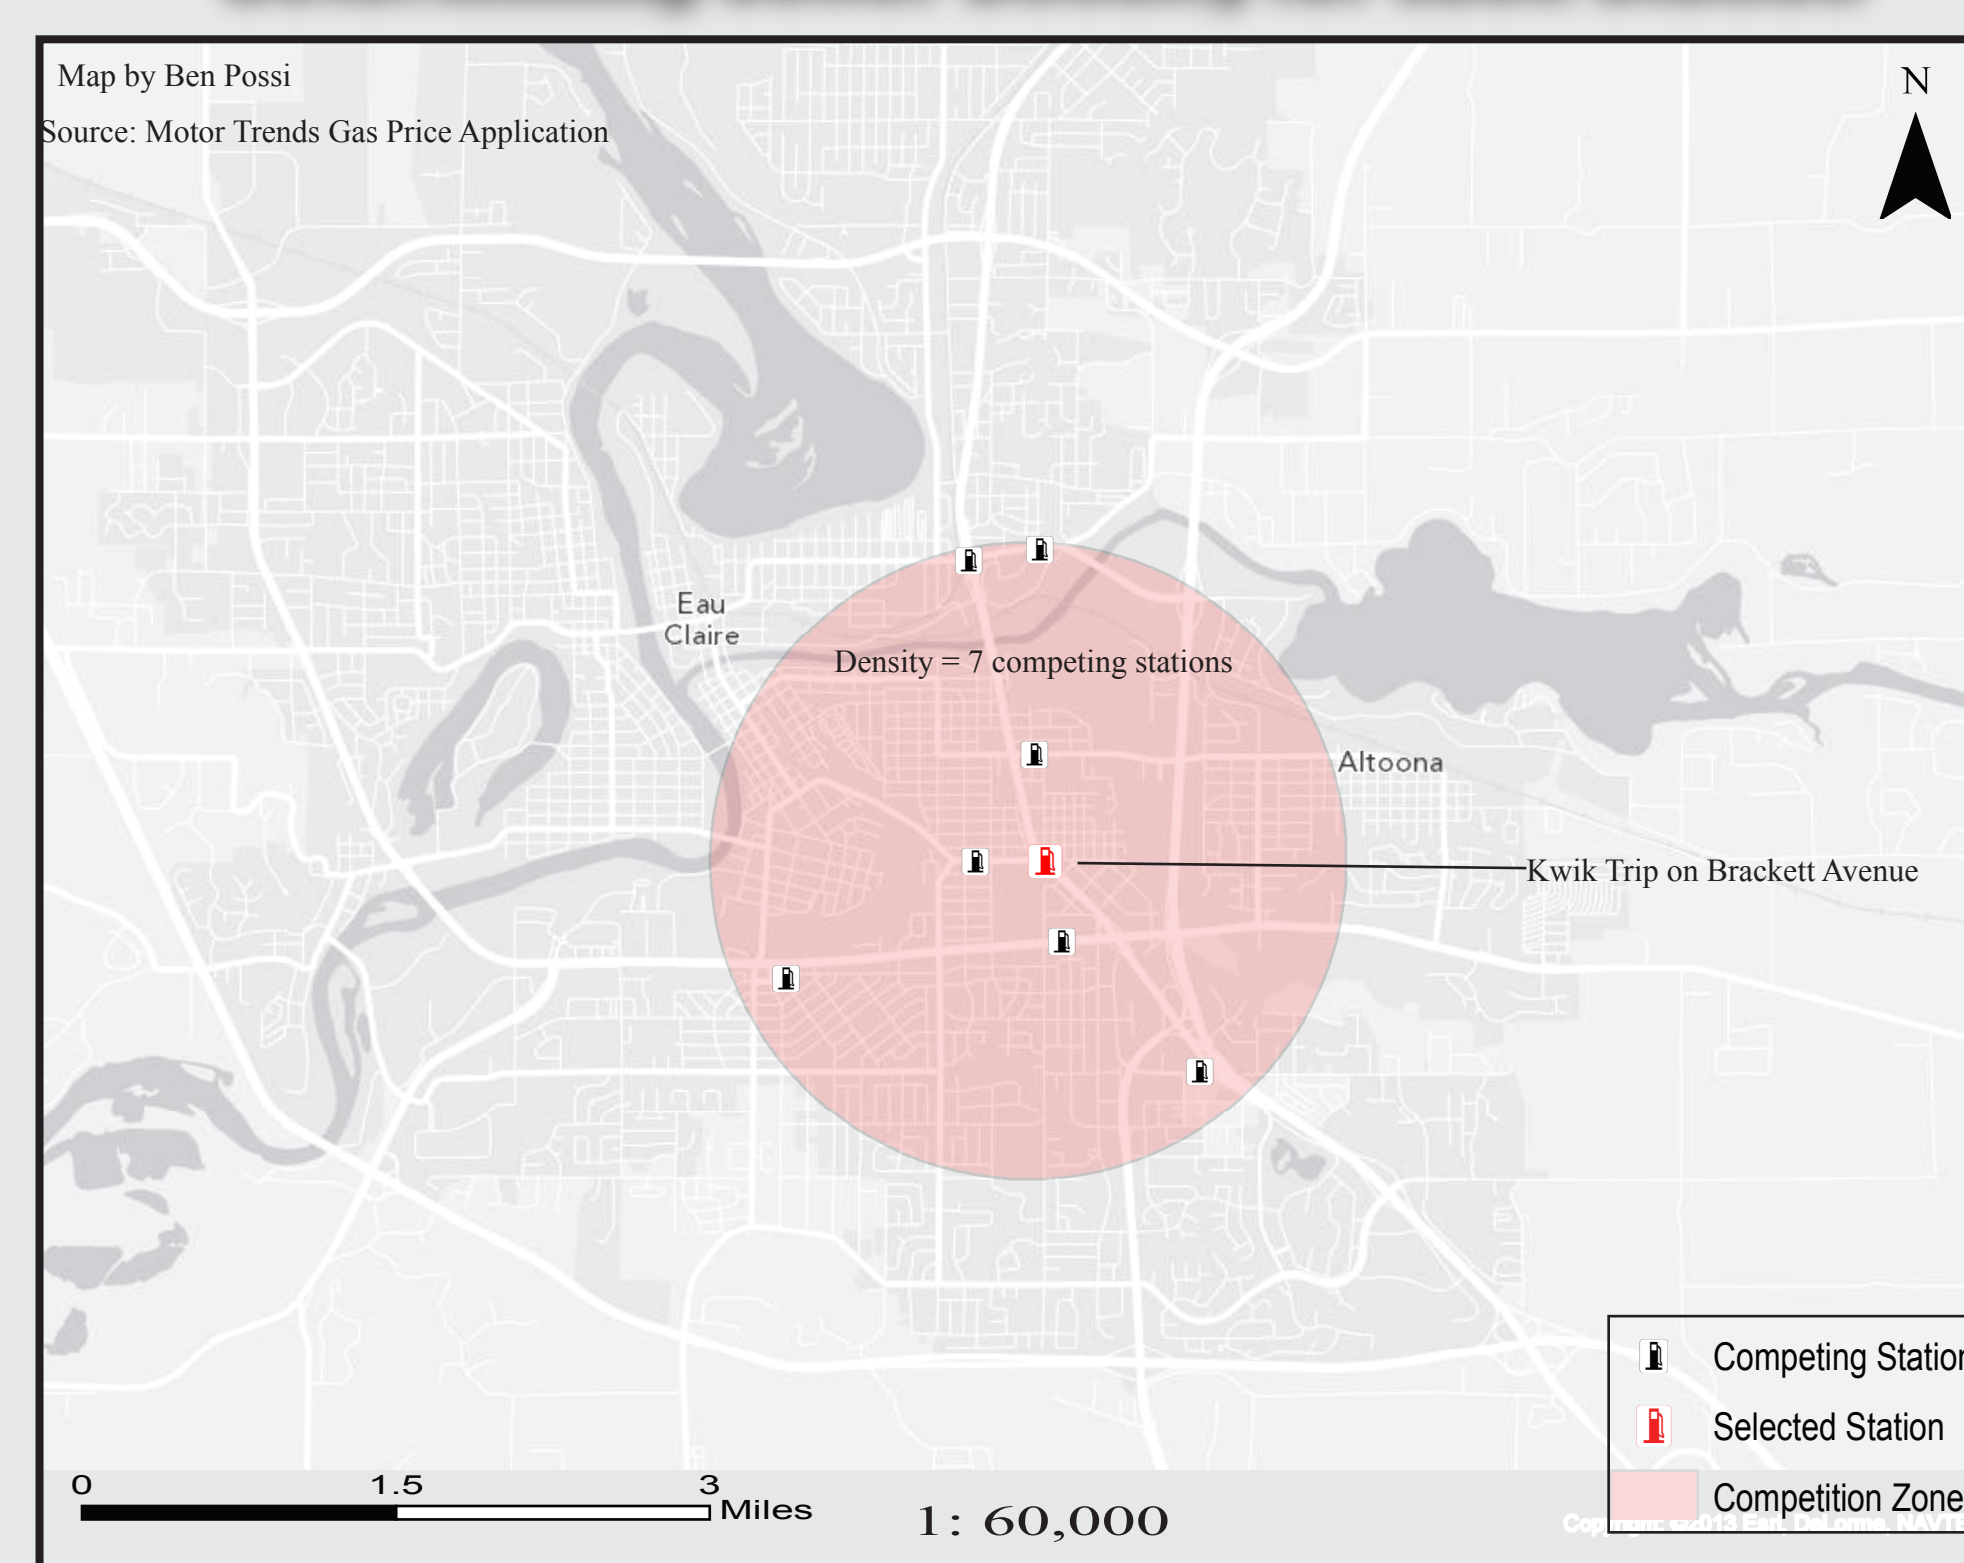 Map by Ben Possi
Source: Motor Trends Gas Price Application
N
Eau
Claire
Density = 7 competing stations
Altoona
Kwik Trip on Brackett Avenue
Competing Station
Selected Station
Competition Zone
0 1.5 3
Miles
1: 60,000